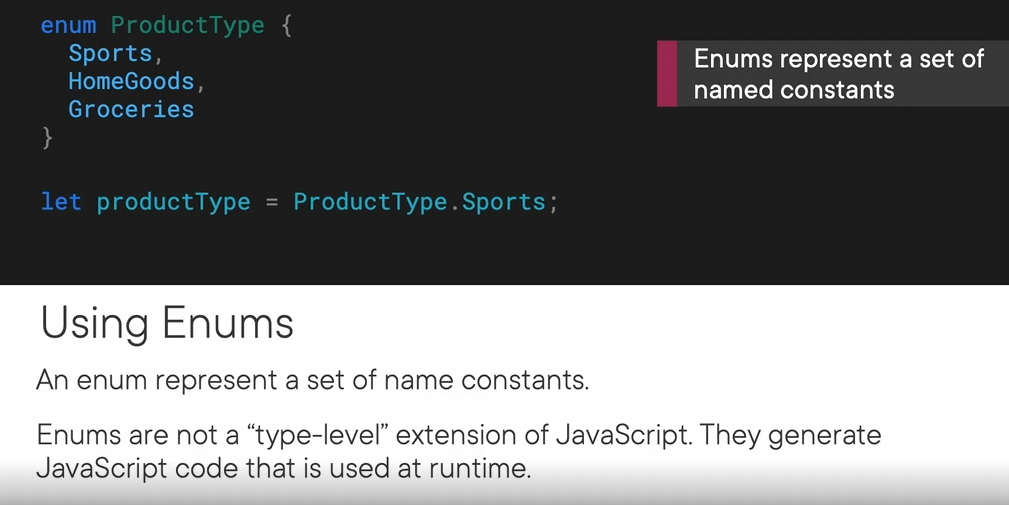 enum ProductType {
Sports,
HomeGoods,
Groceries
}
let productType = ProductType.Sports;
Enums represent a set of
named constants
Using Enums
An enum represent a set of name constants.
Enums are not a “type-level” extension of JavaScript. They generate
JavaScript code that is used at runtime.